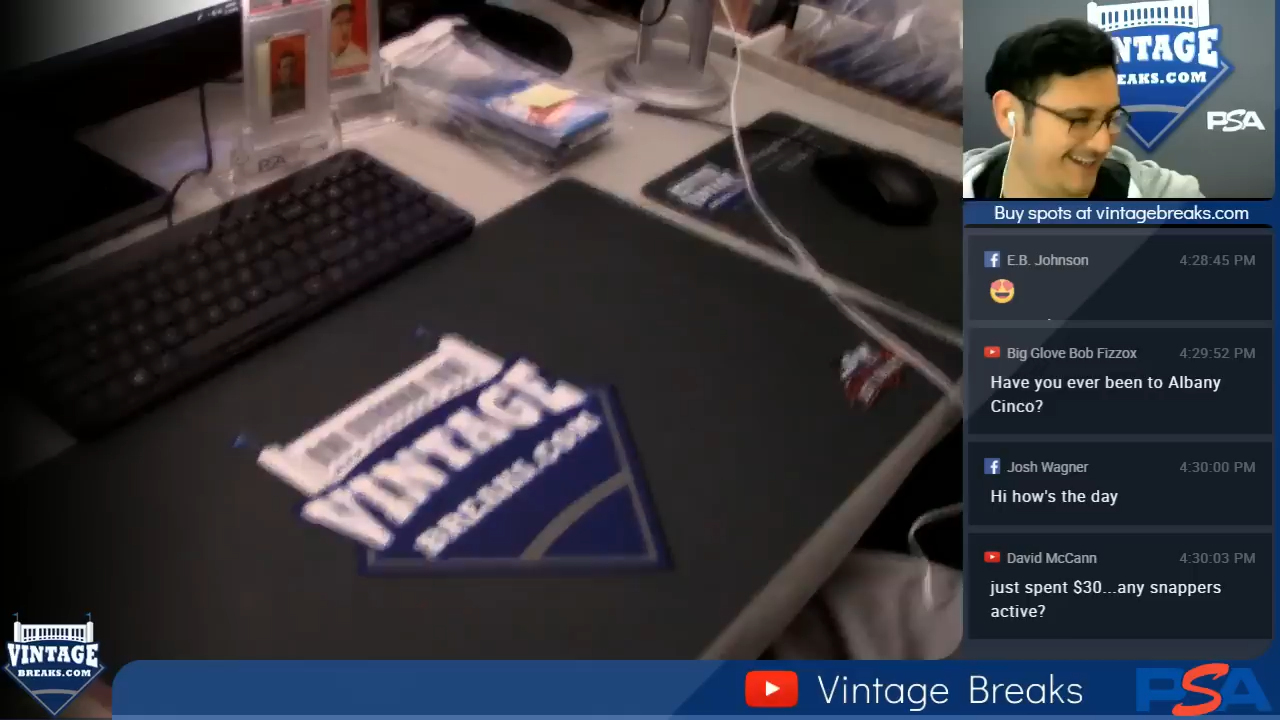 NTAGE
EAKS.COM
PSA
Buy spots at vintagebreaks.com
E.B. Johnson 4:28:45 PM
Big Glove Bob Fizzox 4:29:52 PM
Have you ever been to Albany
Cinco?
Josh Wagner 4:30:00 PM
Hi how's the day
David McCann 4:30:03 PM
just spent $30...any snappers
active?
PSA
VINTAGE
BREAKS.COM
VINTAGE
BREAKS.COM
Vintage Breaks
PSA